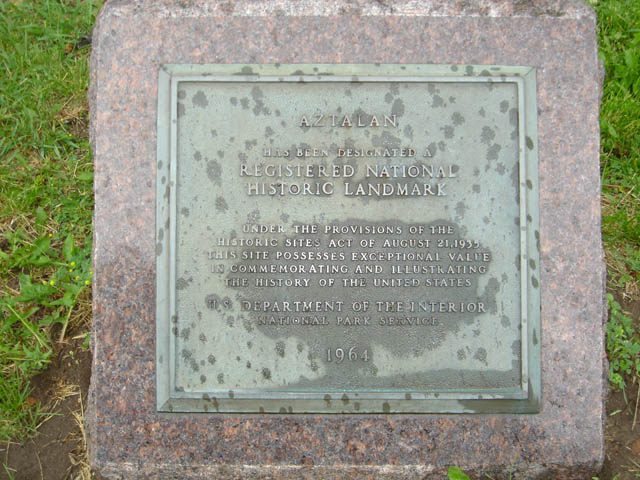 AZTALAN
HAS BEEN DESIGNATED A
REGISTERED NATIONAL
HISTORIC LANDMARK
UNDER THE PROVISIONS OF THE
HISTORIC SITES ACT OF AUGUST 21, 1935
THIS SITE POSSESSES EXCEPTIONAL VALUE
IN COMMEMORATING AND ILLUSTRATING
THE HISTORY OF THE UNITED STATES
U.S. DEPARTMENT OF THE INTERIOR
NATIONAL PARK SERVICE
1964